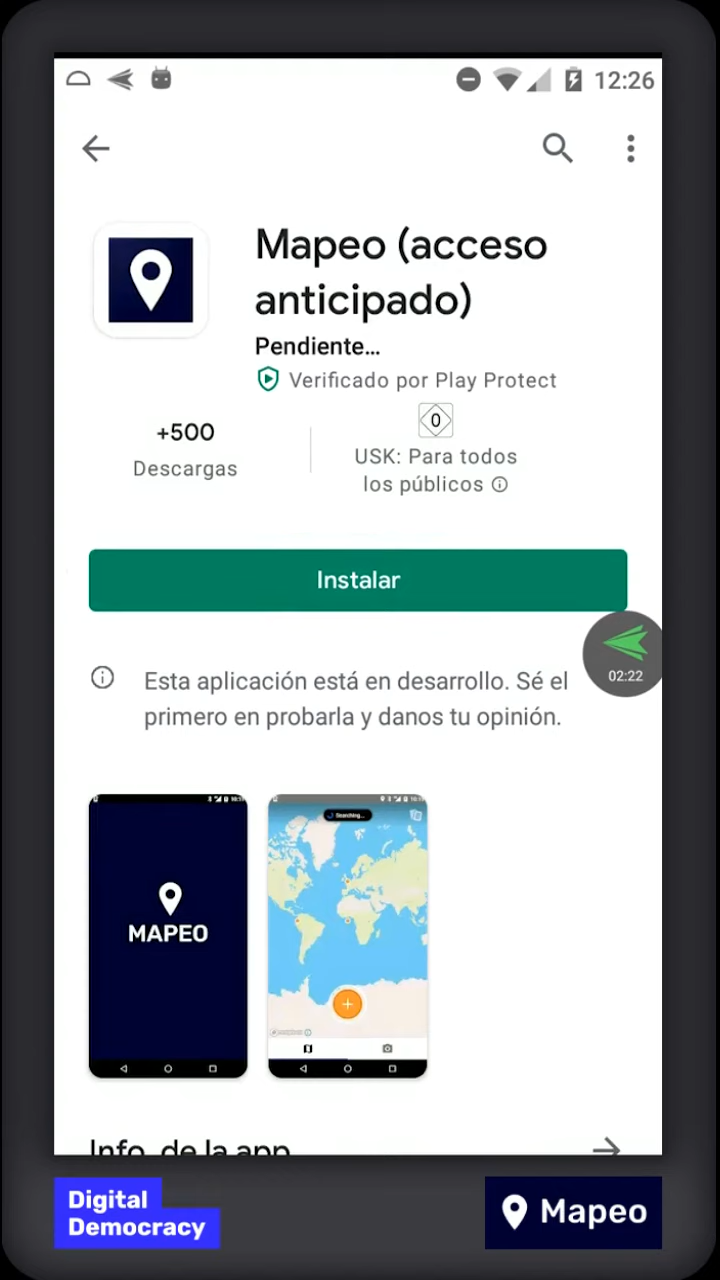 12:26
Mapeo (acceso
anticipado)
Pendiente...
Verificado por Play Protect
+500
Descargas
0
USK: Para todos
los públicos
Instalar
02:22
Esta aplicación está en desarrollo. Sé el
primero en probarla y danos tu opinión.
MAPEO
Searching...
Info. de la app
Digital
Democracy
Mapeo